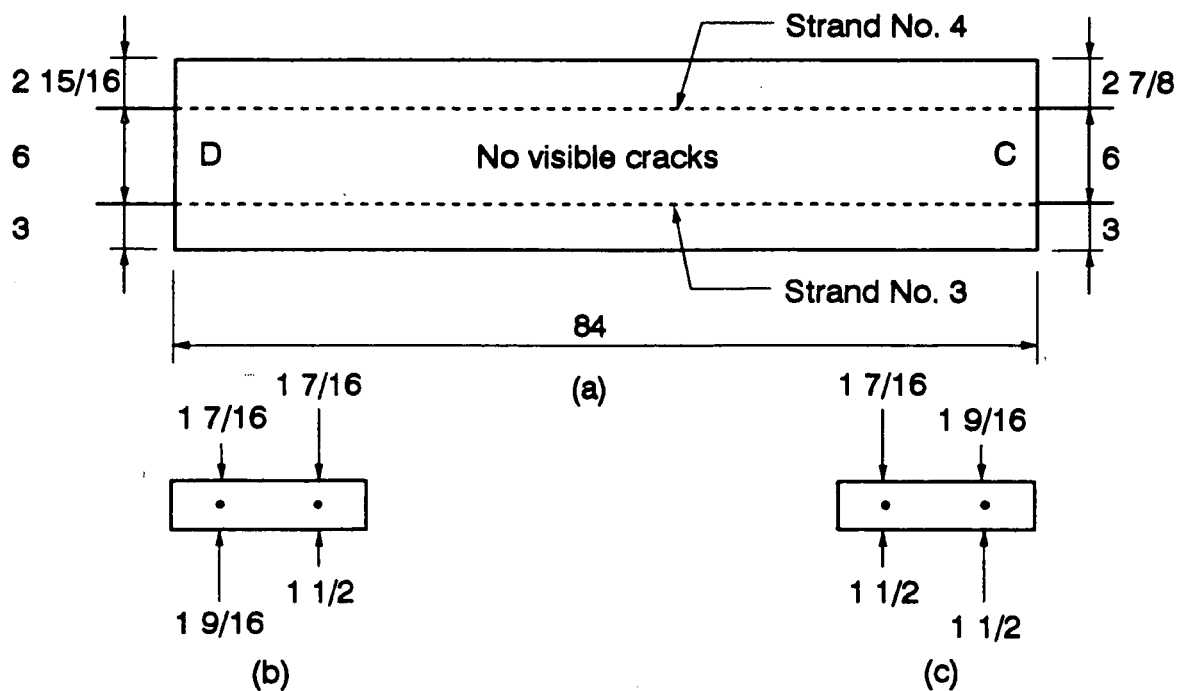 Strand No. 4
2 15/16
2 7/8
6
D
No visible cracks
C
6
3
3
Strand No. 3
84
(a)
1 7/16
1 7/16
1 7/16
1 9/16
1 9/16
1 1/2
1 1/2
1 1/2
(b)
(c)